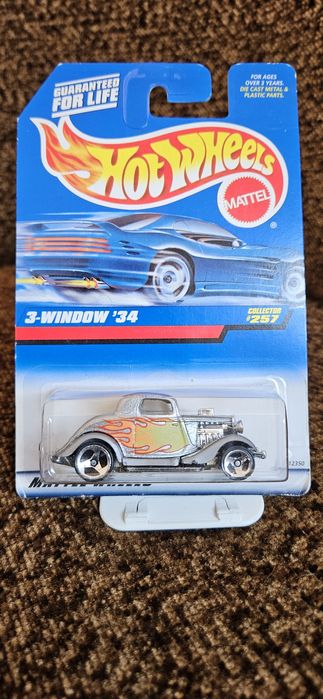 GUARANTEED
FOR LIFE
FOR AGES
OVER 3 YEARS.
DIE CAST METAL &
PLASTIC PARTS.
HOT WHEELS
MATTEL
®
3-WINDOW '34
COLLECTOR
#257
12350